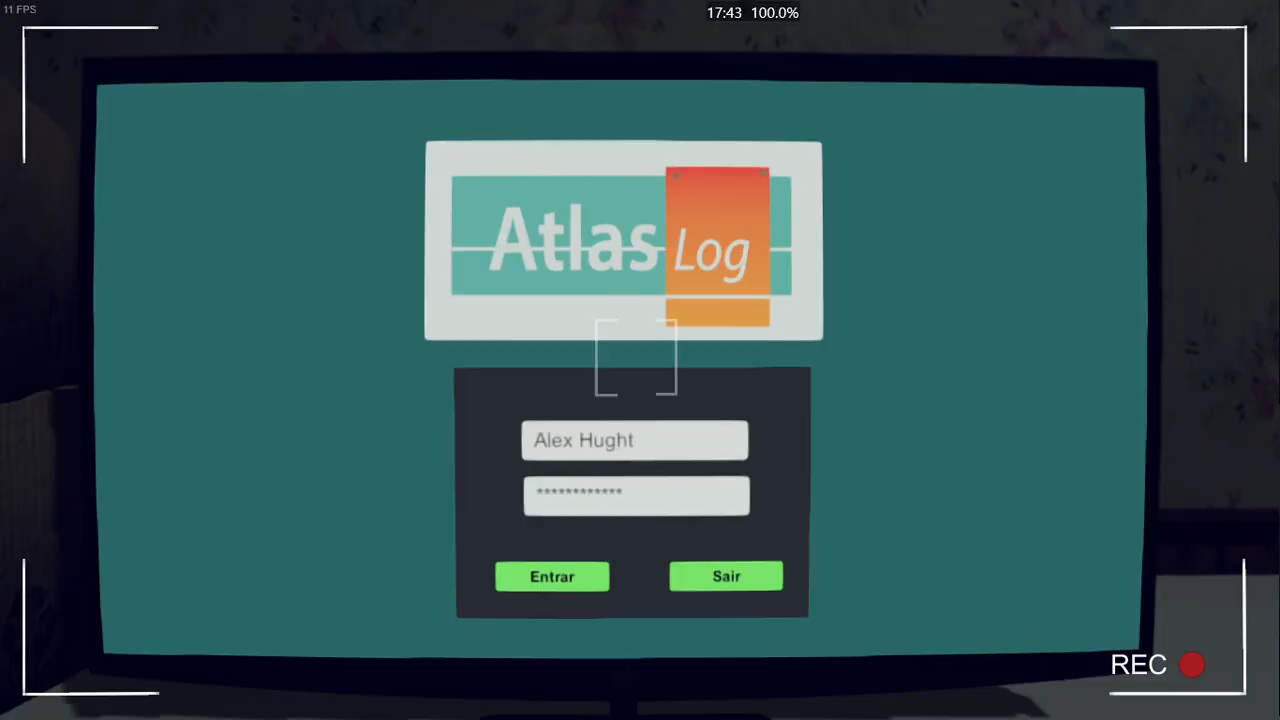 11 FPS
17:43 100.0%
Atlas Log
Alex Hught
************
Entrar
Sair
REC